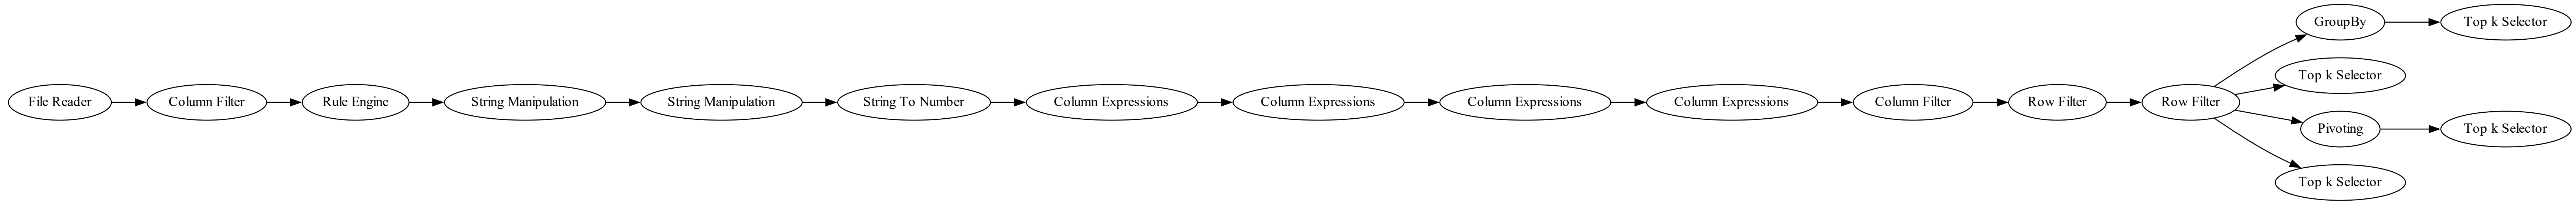 File Reader
Column Filter
Rule Engine
String Manipulation
String Manipulation
String To Number
Column Expressions
Column Expressions
Column Expressions
Column Expressions
Column Filter
Row Filter
Row Filter
GroupBy
Top k Selector
Top k Selector
Pivoting
Top k Selector
Top k Selector